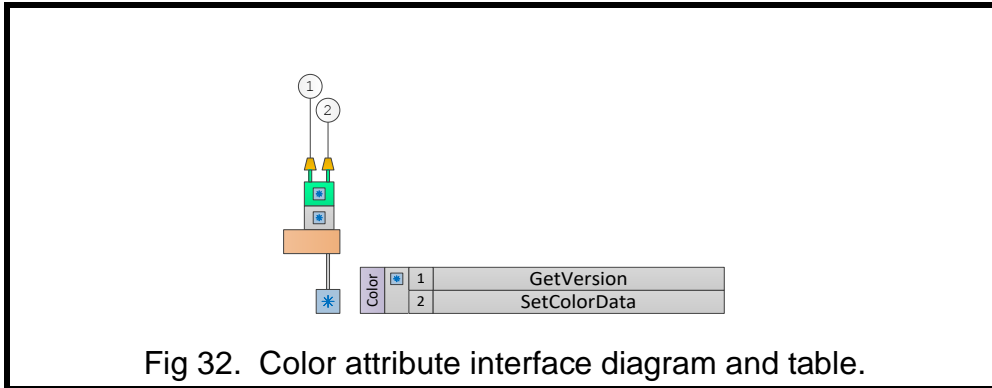 1
2
Color
1 GetVersion
2 SetColorData
Fig 32. Color attribute interface diagram and table.